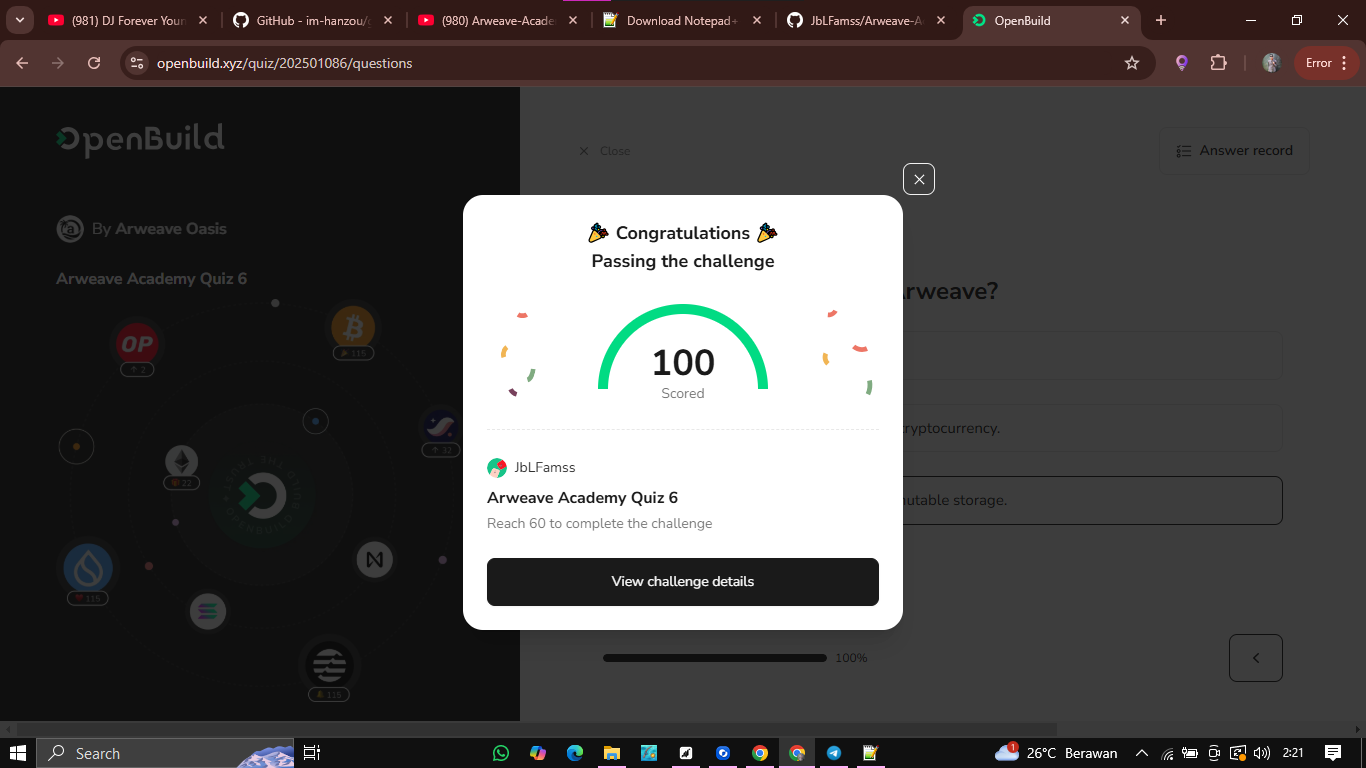 (981) DJ Forever Youn
GitHub - im-hanzou/g
(980) Arweave-Acade
Download Notepad+
JbLFamss/Arweave-A
OpenBuild
openbuild.xyz/quiz/202501086/questions
Error
OpenBuild
Close
Answer record
By Arweave Oasis
Arweave Academy Quiz 6
Congratulations
Passing the challenge
rweave?
OP
115
2
100
Scored
cryptocurrency.
32
22
JbLFamss
Arweave Academy Quiz 6
utable storage.
Reach 60 to complete the challenge
View challenge details
115
100%
115
Search
1
26°C Berawan
2:21